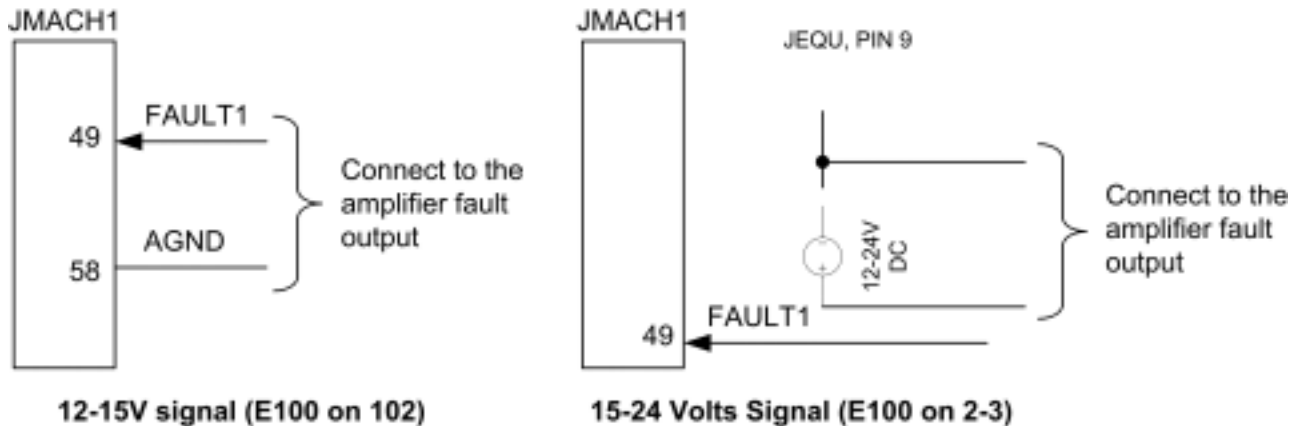 JMACH1
49
FAULT1
58
AGND
Connect to the
amplifier fault
output
12-15V signal (E100 on 102)
JMACH1
JEQU, PIN 9
12-24V
DC
49
FAULT1
Connect to the
amplifier fault
output
15-24 Volts Signal (E100 on 2-3)